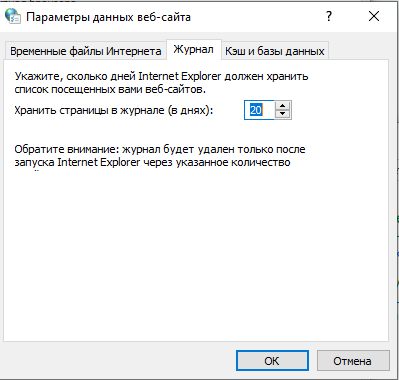 Параметры данных веб-сайта
?
Временные файлы Интернета Журнал Кэш и базы данных
Укажите, сколько дней Internet Explorer должен хранить
список посещенных вами веб-сайтов.
Хранить страницы в журнале (в днях): 20
Обратите внимание: журнал будет удален только после
запуска Internet Explorer через указанное количество
ОК Отмена